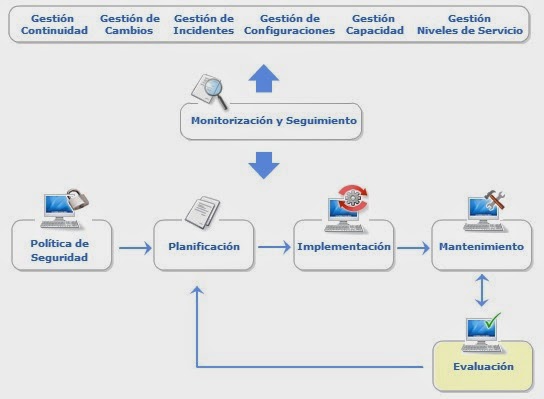 Gestión Continuidad
Gestión de Cambios
Gestión de Incidentes
Gestión de Configuraciones
Gestión Capacidad
Gestión Niveles de Servicio
Monitorización y Seguimiento
Política de
Seguridad
Planificación
Implementación
Mantenimiento
Evaluación